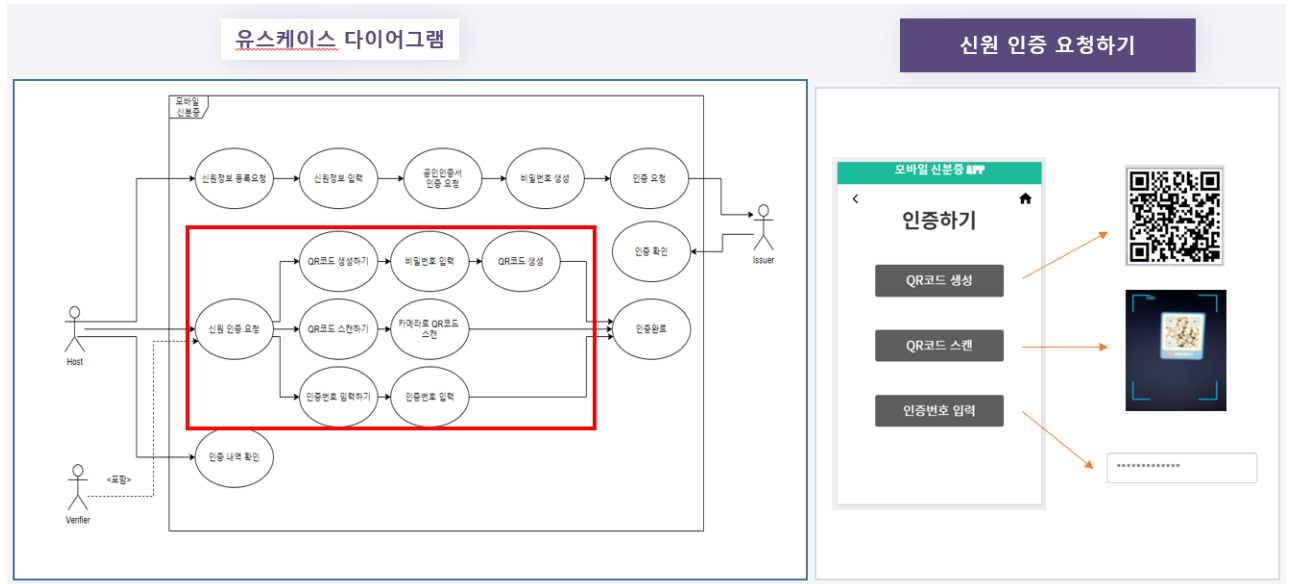 유스케이스 다이어그램
신원 인증 요청하기
모바일
신분증
신원정보 등록요청
신원정보 입력
공인인증서
인증 요청
비밀번호 생성
인증 요청
Issuer
인증 확인
QR코드 생성하기
비밀번호 입력
QR코드 생성
Host
신원 인증 요청
QR코드 스캔하기
카메라로 QR코드
스캔
인증완료
인증번호 입력하기
인증번호 입력
인증 내역 확인
<포함>
Verifier
모바일 신분증 APP
<
인증하기
QR코드 생성
QR코드 스캔
인증번호 입력
*************